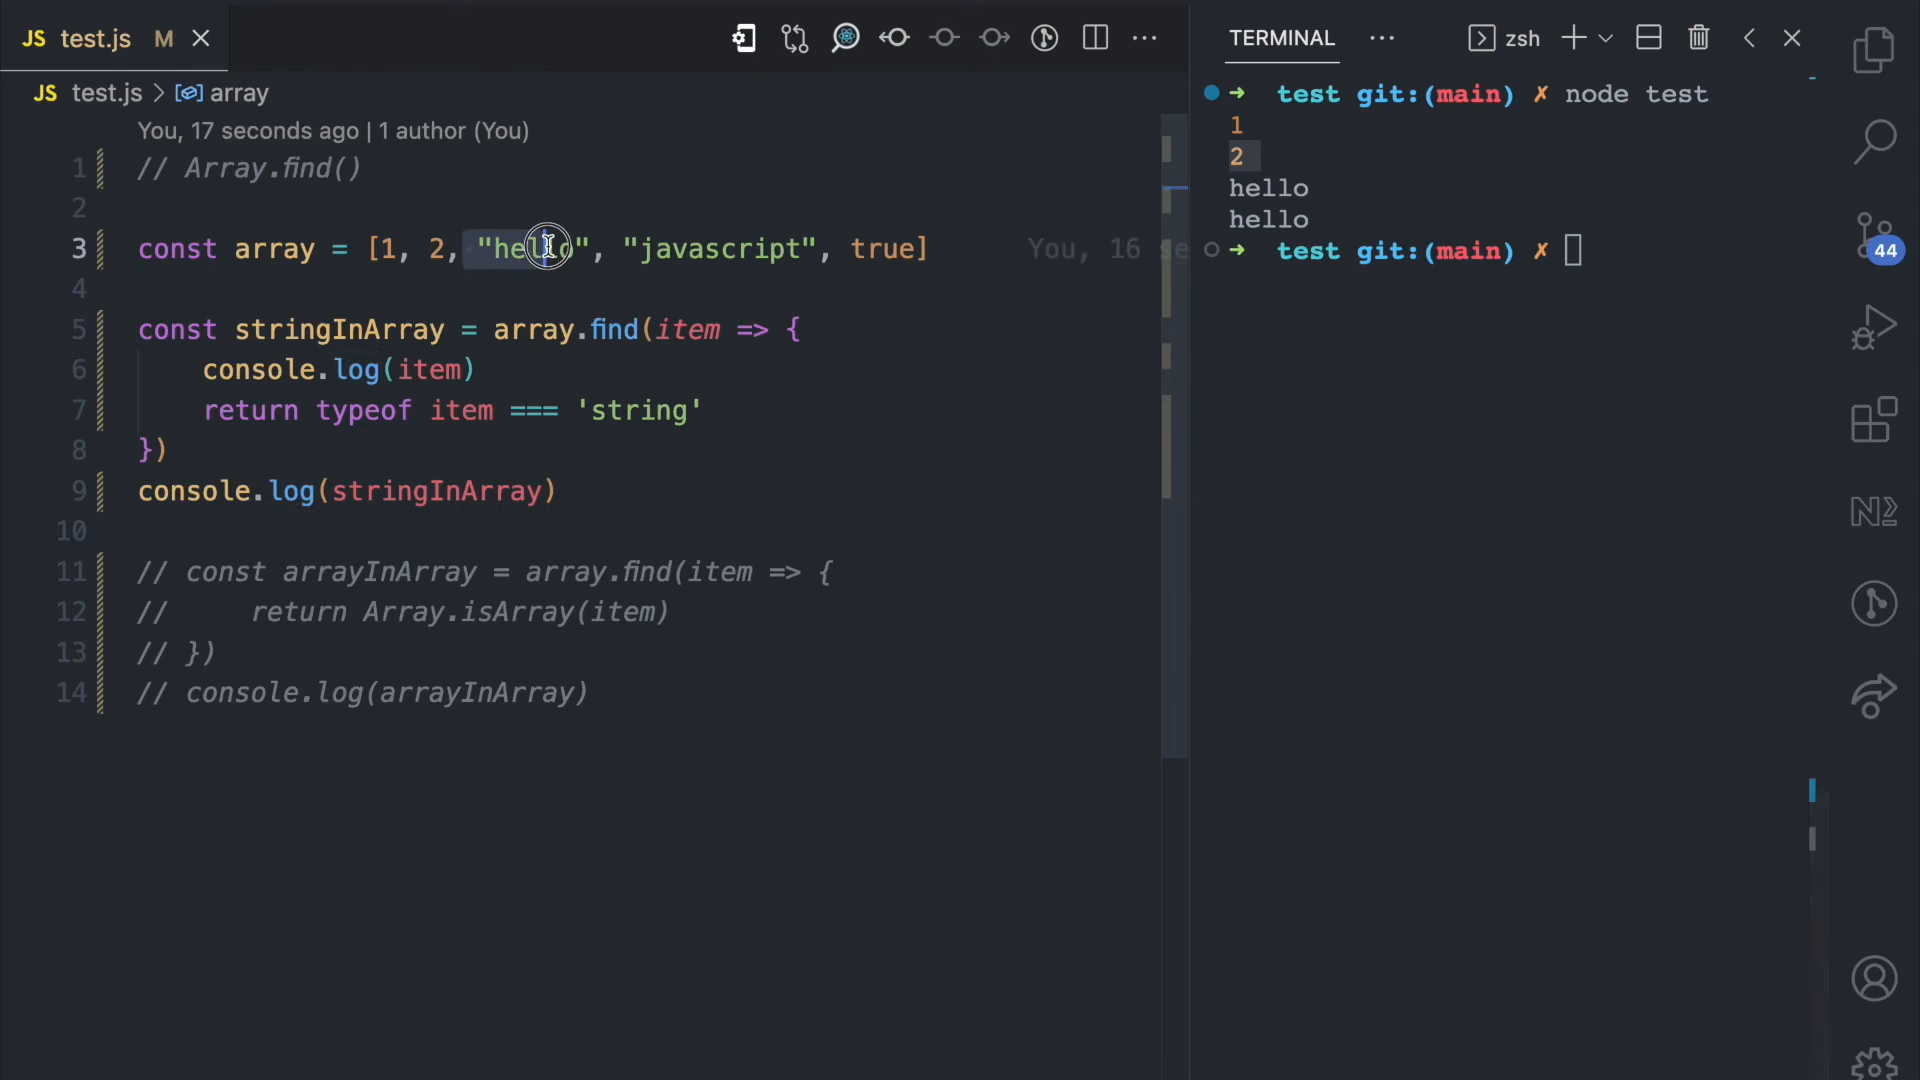 JS test.js M
TERMINAL
zsh
JS test.js > array
You, 17 seconds ago | 1 author (You)
1 // Array.find()
2
3 const array = [1, 2, "hello", "javascript", true] You, 16 se
4
5 const stringInArray = array.find(item => {
6 console.log(item)
7 return typeof item === 'string'
8 })
9 console.log(stringInArray)
10
11 // const arrayInArray = array.find(item => {
12 // return Array.isArray(item)
13 // })
14 // console.log(arrayInArray)
➜ test git:(main) ✗ node test
1
2
hello
hello
➜ test git:(main) ✗
44